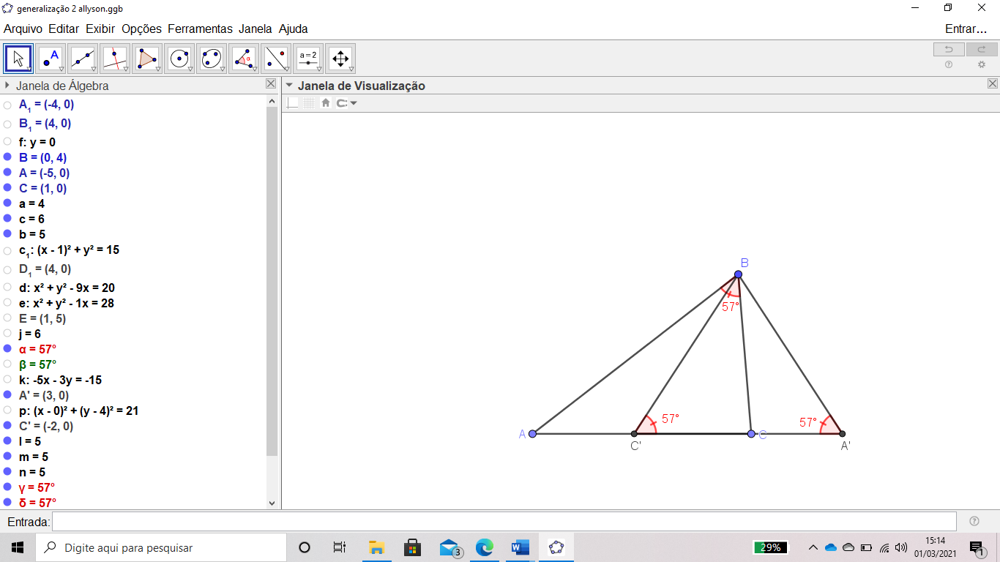 generalização 2 allyson.ggb
Arquivo Editar Exibir Opções Ferramentas Janela Ajuda
Entrar...
A
α
a = 2
Janela de Álgebra
Janela de Visualização
A₁ = (-4, 0)
B₁ = (4, 0)
f: y = 0
B = (0, 4)
A = (-5, 0)
C = (1, 0)
a = 4
c = 6
b = 5
c₁: (x - 1)² + y² = 15
D₁ = (4, 0)
d: x² + y² - 9x = 20
e: x² + y² - 1x = 28
E = (1, 5)
j = 6
α = 57°
β = 57°
k: -5x - 3y = -15
A' = (3, 0)
p: (x - 0)² + (y - 4)² = 21
C' = (-2, 0)
l = 5
m = 5
n = 5
γ = 57°
δ = 57°
B
57°
57°
57°
A
C
C'
A'
Entrada:
Digite aqui para pesquisar
3
29%
15:14
01/03/2021
1